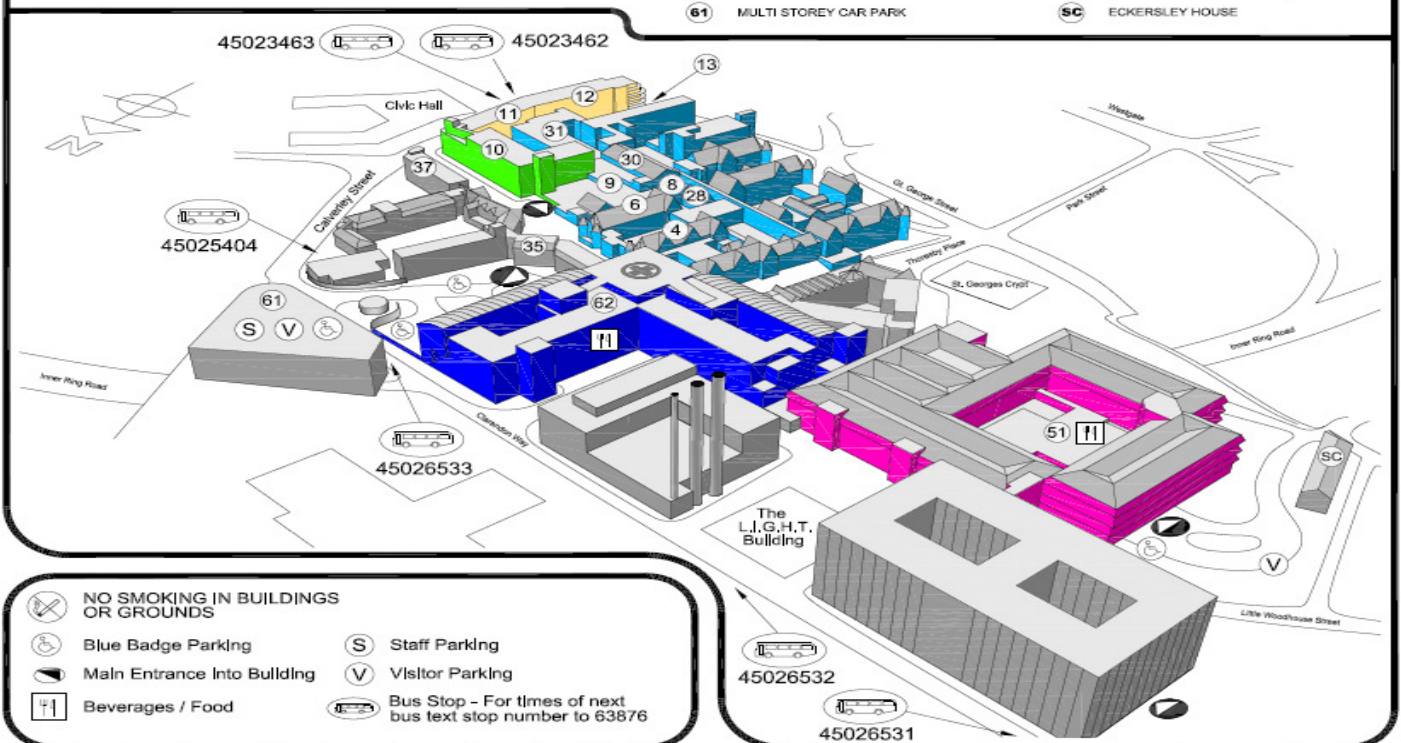 61 MULTI STOREY CAR PARK
SC ECKERSLEY HOUSE
45023463
45023462
13
Civic Hall
11
12
N
31
10
37
30
9
8
28
6
4
35
Calverley Street
Westgate
Gt. George Street
Park Street
45025404
Thoresby Place
St. Georges Crypt
61
S V
62
Inner Ring Road
Inner Ring Road
Clarendon Way
51
SC
45026533
The
L.I.G.H.T.
Building
V
Little Woodhouse Street
45026532
45026531
NO SMOKING IN BUILDINGS
OR GROUNDS
Blue Badge Parking
S Staff Parking
Main Entrance Into Building
V Visitor Parking
Beverages / Food
Bus Stop - For times of next
bus text stop number to 63876